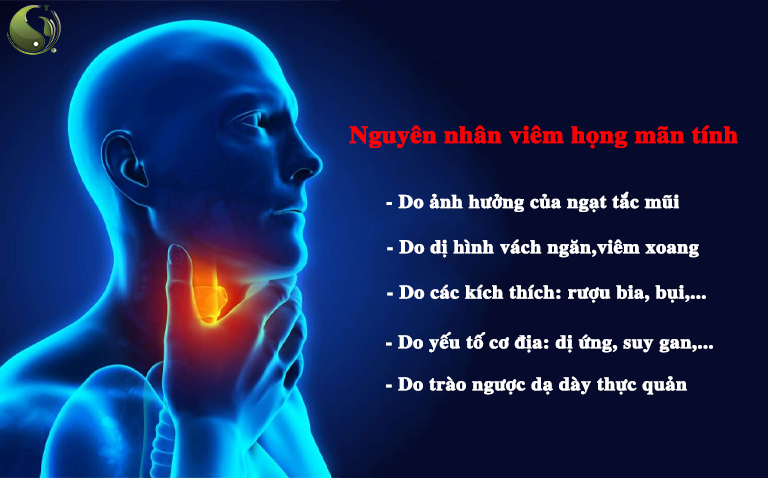 Nguyên nhân viêm họng mãn tính
- Do ảnh hưởng của ngạt tắc mũi
- Do dị hình vách ngăn,viêm xoang
- Do các kích thích: rượu bia, bụi,...
- Do yếu tố cơ địa: dị ứng, suy gan,...
- Do trào ngược dạ dày thực quản